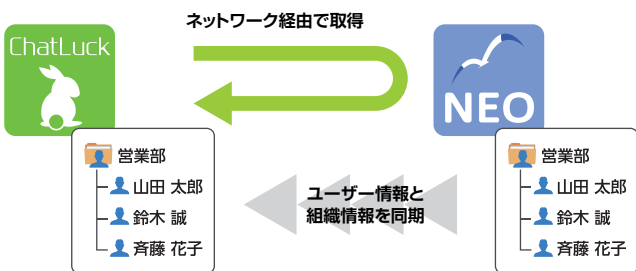 ネットワーク経由で取得
ChatLuck
NEO
営業部
山田 太郎
鈴木 誠
斉藤 花子
ユーザー情報と
組織情報を同期
営業部
山田 太郎
鈴木 誠
斉藤 花子